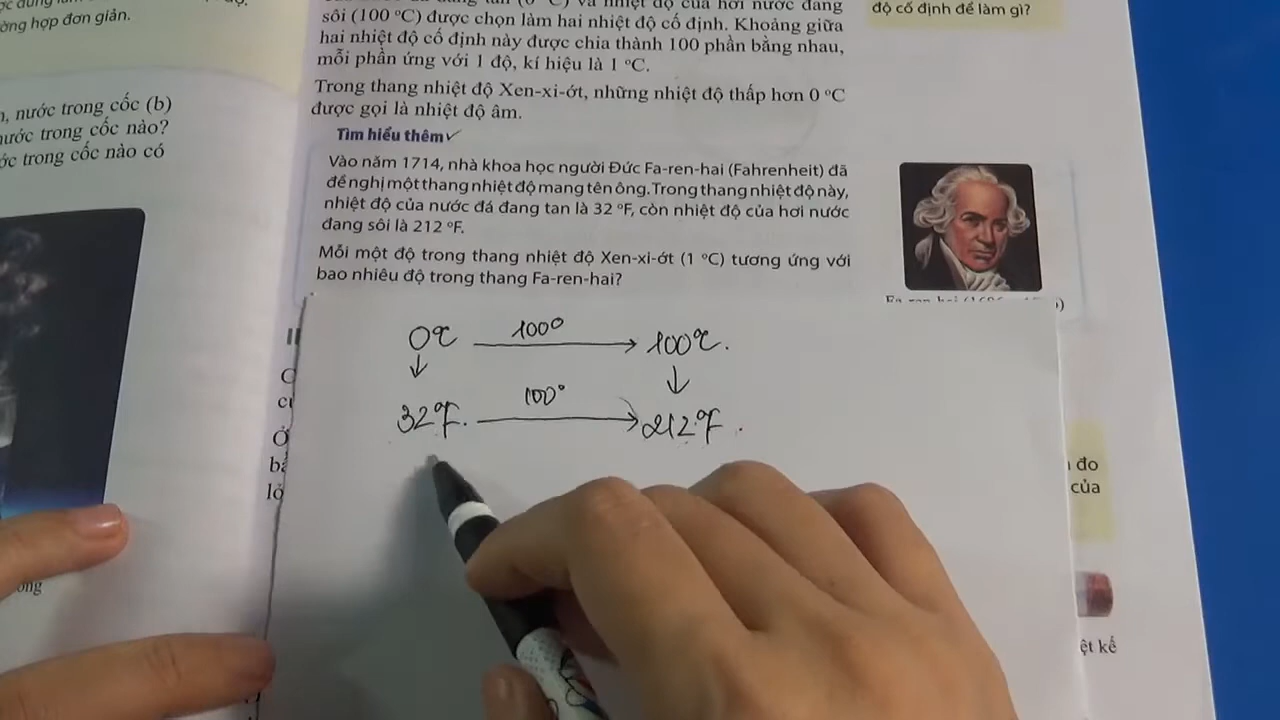 ường hợp đơn giản.
nước trong cốc (b)
nước trong cốc nào?
ốc trong cốc nào có
sôi (100 °C) được chọn làm hai nhiệt độ cố định. Khoảng giữa
hai nhiệt độ cố định này được chia thành 100 phần bằng nhau,
mỗi phần ứng với 1 độ, kí hiệu là 1 °C.
Trong thang nhiệt độ Xen-xi-ớt, những nhiệt độ thấp hơn 0 °C
được gọi là nhiệt độ âm.
Tìm hiểu thêm
Vào năm 1714, nhà khoa học người Đức Fa-ren-hai (Fahrenheit) đã
đề nghị một thang nhiệt độ mang tên ông. Trong thang nhiệt độ này,
nhiệt độ của nước đá đang tan là 32 °F, còn nhiệt độ của hơi nước
đang sôi là 212 °F.
Mỗi một độ trong thang nhiệt độ Xen-xi-ớt (1 °C) tương ứng với
bao nhiêu độ trong thang Fa-ren-hai?
0°C 100° → 100°C.
↓ ↓
32°F. 100° → 212°F.
độ cố định để làm gì?
đo
của
ệt kế